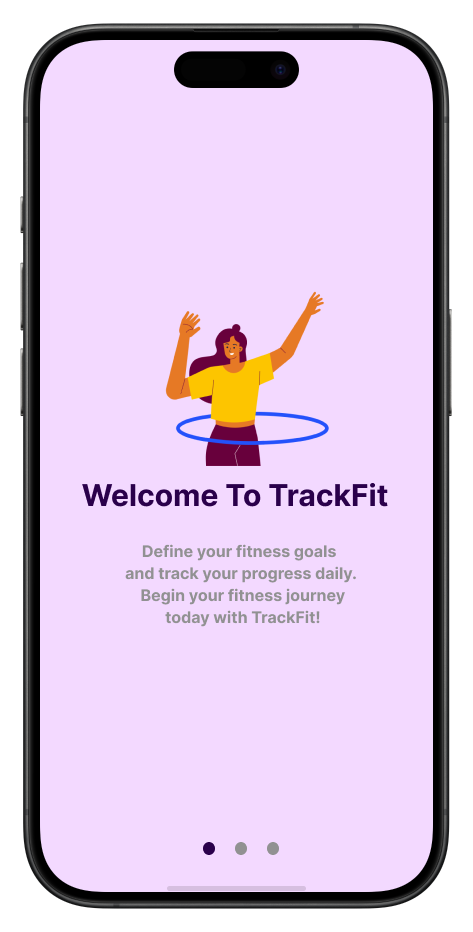 Welcome To TrackFit
Define your fitness goals
and track your progress daily.
Begin your fitness journey
today with TrackFit!